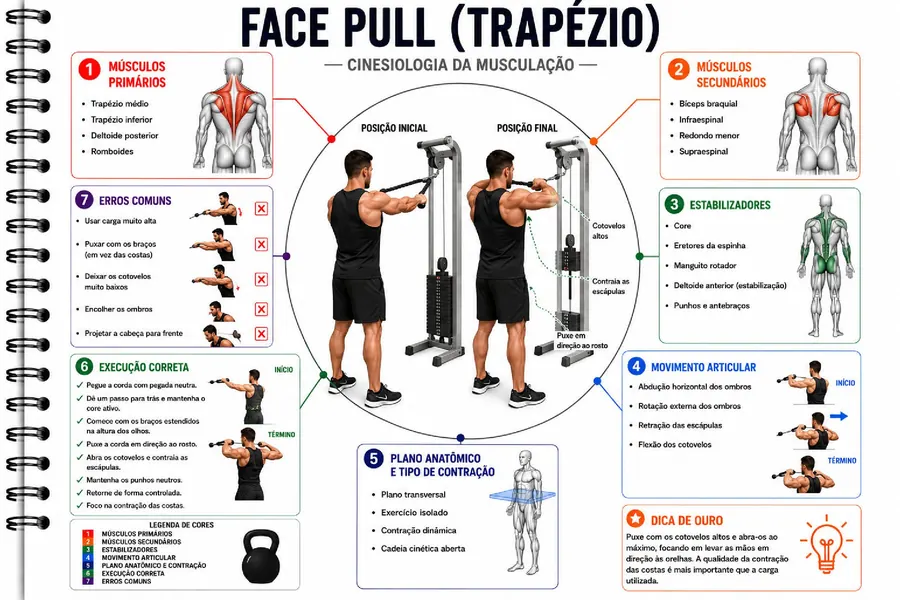 FACE PULL (TRAPÉZIO)
CINESIOLOGIA DA MUSCULAÇÃO
1 MÚSCULOS
PRIMÁRIOS
• Trapézio médio
• Trapézio inferior
• Deltoide posterior
• Romboides
2 MÚSCULOS
SECUNDÁRIOS
• Bíceps braquial
• Infraespinal
• Redondo menor
• Supraespinal
POSIÇÃO INICIAL
POSIÇÃO FINAL
Cotovelos
altos
Contraia as
escápulas
Puxe em
direção ao rosto
7 ERROS COMUNS
• Usar carga muito alta
• Puxar com os braços
(em vez das costas)
• Deixar os cotovelos
muito baixos
• Encolher os ombros
• Projetar a cabeça para frente
3 ESTABILIZADORES
• Core
• Eretores da espinha
• Manguito rotador
• Deltoide anterior (estabilização)
• Punhos e antebraços
6 EXECUÇÃO CORRETA
✓ Pegue a corda com pegada neutra.
✓ Dê um passo para trás e mantenha o
core ativo.
✓ Comece com os braços estendidos
na altura dos olhos.
✓ Puxe a corda em direção ao rosto.
✓ Abra os cotovelos e contraia as
escápulas.
✓ Mantenha os punhos neutros.
✓ Retorne de forma controlada.
✓ Foco na contração das costas.
INÍCIO
TÉRMINO
4 MOVIMENTO ARTICULAR
• Abdução horizontal dos ombros
• Rotação externa dos ombros
• Retração das escápulas
• Flexão dos cotovelos
INÍCIO
TÉRMINO
5 PLANO ANATÔMICO
E TIPO DE CONTRAÇÃO
• Plano transversal
• Exercício isolado
• Contração dinâmica
• Cadeia cinética aberta
LEGENDA DE CORES
1 MÚSCULOS PRIMÁRIOS
2 MÚSCULOS SECUNDÁRIOS
3 ESTABILIZADORES
4 MOVIMENTO ARTICULAR
5 PLANO ANATÔMICO E CONTRAÇÃO
6 EXECUÇÃO CORRETA
7 ERROS COMUNS
DICA DE OURO
Puxe com os cotovelos altos e abra-os ao
máximo, focando em levar as mãos em
direção às orelhas. A qualidade da contração
das costas é mais importante que a carga
utilizada.